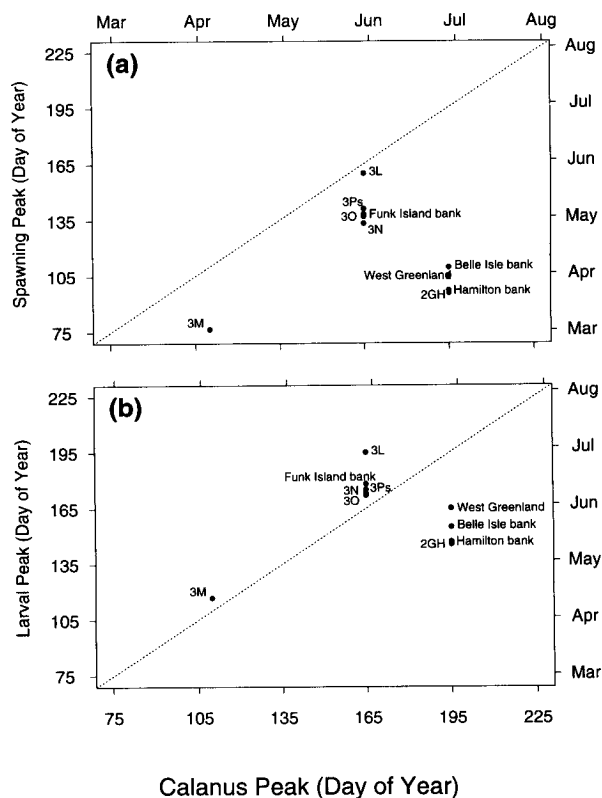 Mar Apr May Jun Jul Aug
(a)
Spawning Peak (Day of Year)
225
195
165
135
105
75
Aug
Jul
Jun
May
Apr
Mar
3L
3Ps
3O Funk Island bank
3N
Belle Isle bank
West Greenland
2GH Hamilton bank
3M
(b)
Larval Peak (Day of Year)
225
195
165
135
105
75
Aug
Jul
Jun
May
Apr
Mar
3L
Funk Island bank
3N 3Ps
3O
West Greenland
Belle Isle bank
2GH Hamilton bank
3M
75 105 135 165 195 225
Calanus Peak (Day of Year)